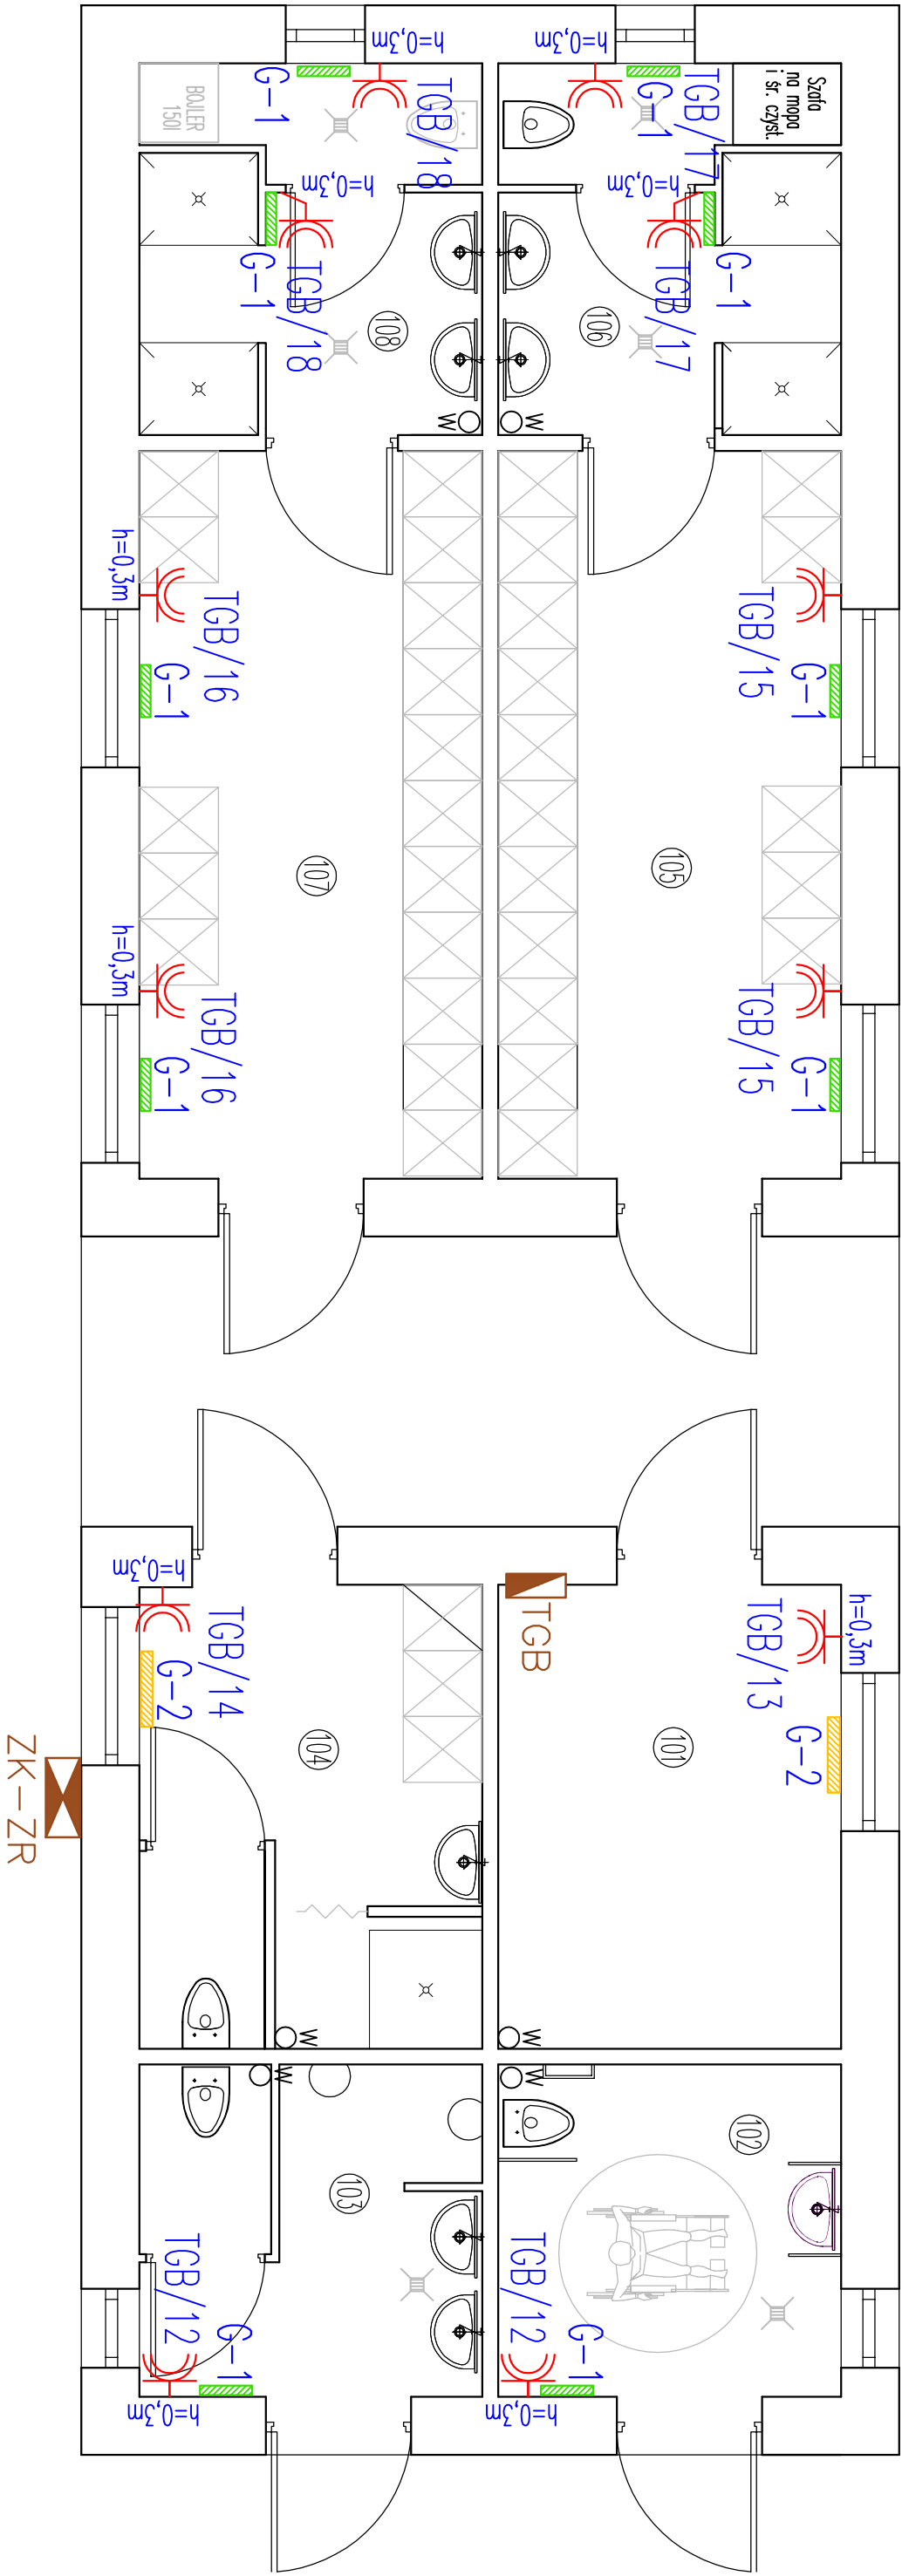 h=0,3m
h=0,3m
G-1
TGB/18
G-1
TGB/17
BOJLER
150l
Szafa
na mopa
i śr. czyst.
h=0,3m
h=0,3m
G-1
TGB/18
108
106
TGB/17
G-1
W
W
h=0,3m
TGB/16
G-1
TGB/15
G-1
107
105
h=0,3m
TGB/16
G-1
TGB/15
G-1
h=0,3m
TGB/14
G-2
TGB
TGB/13
h=0,3m
G-2
104
101
ZK-ZR
W
W
W
W
103
102
TGB/12
G-1
h=0,3m
TGB/12
G-1
h=0,3m